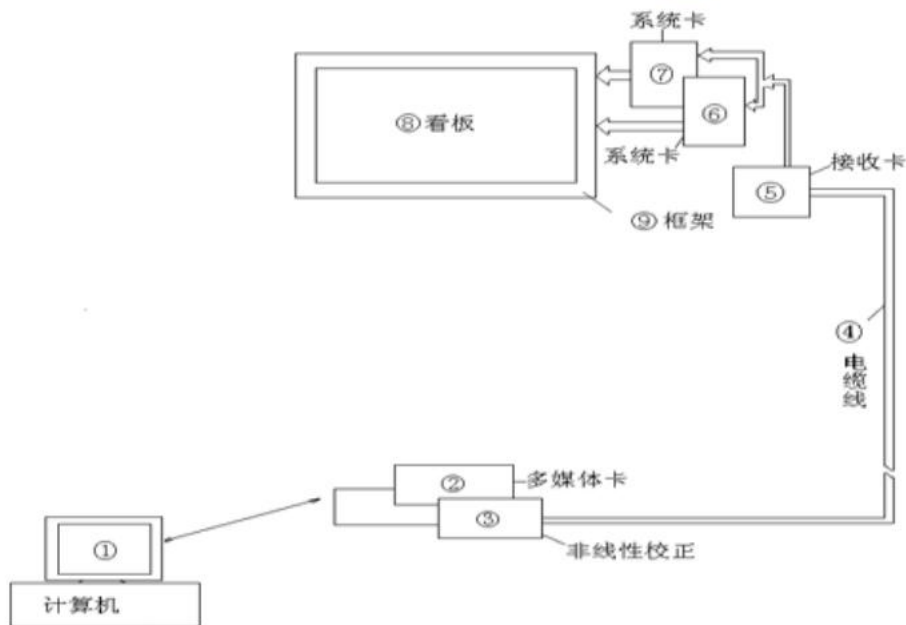 系统卡
⑦
⑧看板
⑥
系统卡
接收卡
⑤
⑨框架
④
电缆线
②
多媒体卡
③
非线性校正
①
计算机